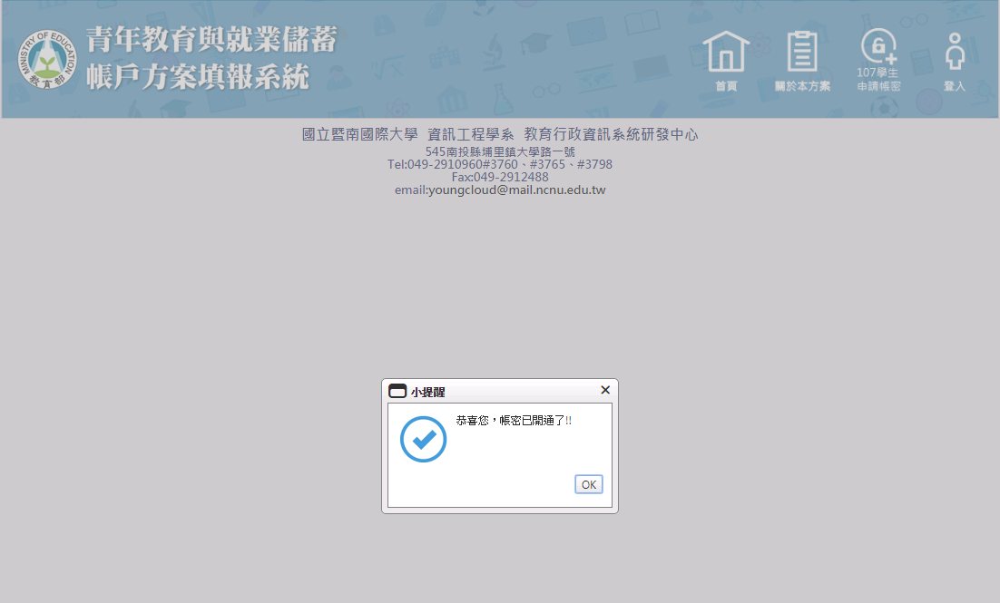 MINISTRY OF EDUCATION
教育部
青年教育與就業儲蓄
帳戶方案填報系統
首頁
關於本方案
107學生
申請帳密
登入
國立暨南國際大學 資訊工程學系 教育行政資訊系統研發中心
545南投縣埔里鎮大學路一號
Tel:049-2910960#3760、#3765、#3798
Fax:049-2912488
email:youngcloud@mail.ncnu.edu.tw
小提醒
恭喜您，帳密已開通了!!
OK